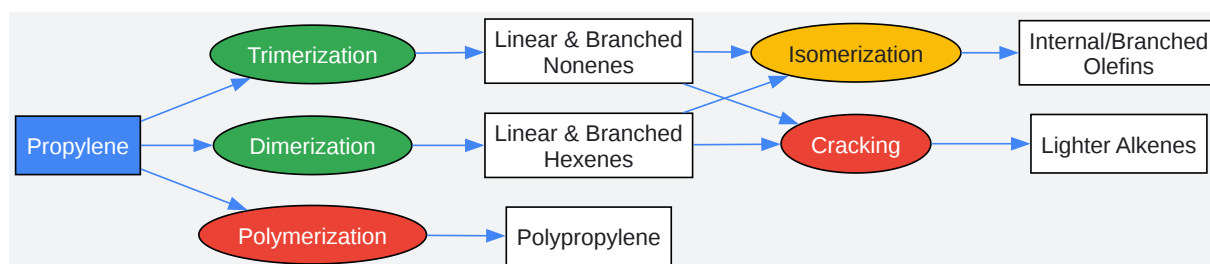 Trimerization
Linear & Branched
Nonenes
Isomerization
Internal/Branched
Olefins
Propylene
Dimerization
Linear & Branched
Hexenes
Cracking
Lighter Alkenes
Polymerization
Polypropylene